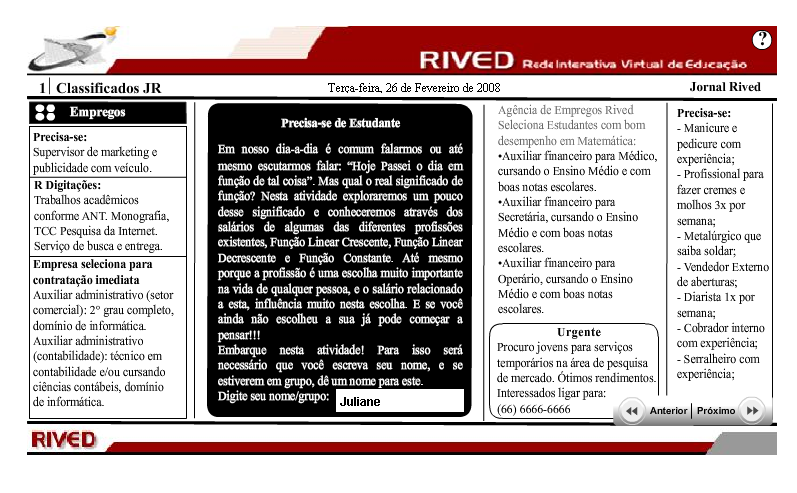 ?
RIVED Rede Interativa Virtual de Educação
1 Classificados JR
Terça-feira, 26 de Fevereiro de 2008
Jornal Rived
Empregos
Precisa-se:
Supervisor de marketing e
publicidade com veículo.
R Digitações:
Trabalhos acadêmicos
conforme ANT. Monografia,
TCC Pesquisa da Internet.
Serviço de busca e entrega.
Empresa seleciona para
contratação imediata
Auxiliar administrativo (setor
comercial): 2° grau completo,
domínio de informática.
Auxiliar administrativo
(contabilidade): técnico em
contabilidade e/ou cursando
ciências contábeis, domínio
de informática.
Precisa-se de Estudante
Em nosso dia-a-dia é comum falarmos ou até
mesmo escutarmos falar: “Hoje Passei o dia em
função de tal coisa”. Mas qual o real significado de
função? Nesta atividade exploraremos um pouco
desse significado e conheceremos através dos
salários de algumas das diferentes profissões
existentes, Função Linear Crescente, Função Linear
Decrescente e Função Constante. Até mesmo
porque a profissão é uma escolha muito importante
na vida de qualquer pessoa, e o salário relacionado
a esta, influência muito nesta escolha. E se você
ainda não escolheu a sua já pode começar a
pensar!!!
Embarque nesta atividade! Para isso será
necessário que você escreva seu nome, e se
estiverem em grupo, dê um nome para este.
Digite seu nome/grupo: Juliane
Agência de Empregos Rived
Seleciona Estudantes com bom
desempenho em Matemática:
•Auxiliar financeiro para Médico,
cursando o Ensino Médio e com
boas notas escolares.
•Auxiliar financeiro para
Secretária, cursando o Ensino
Médio e com boas notas
escolares.
•Auxiliar financeiro para
Operário, cursando o Ensino
Médio e com boas notas
escolares.
Urgente
Procuro jovens para serviços
temporários na área de pesquisa
de mercado. Ótimos rendimentos.
Interessados ligar para:
(66) 6666-6666
Precisa-se:
- Manicure e
pedicure com
experiência;
- Profissional para
fazer cremes e
molhos 3x por
semana;
- Metalúrgico que
saiba soldar;
- Vendedor Externo
de aberturas;
- Diarista 1x por
semana;
- Cobrador interno
com experiência;
- Serralheiro com
experiência;
Anterior | Próximo
RIVED